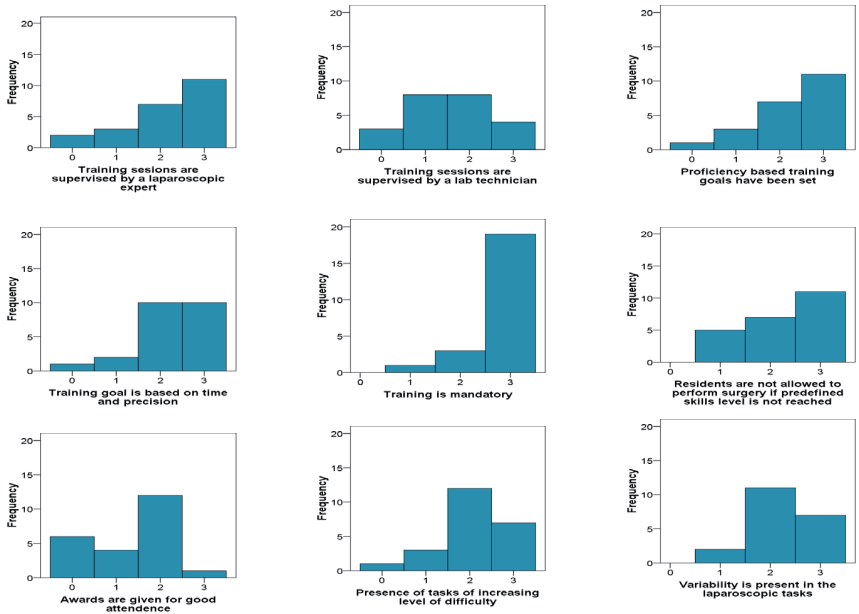 Frequency
20
15
10
5
0
0 1 2 3
Training sesions are
supervised by a laparoscopic
expert
Frequency
20
15
10
5
0
0 1 2 3
Training sessions are
supervised by a lab technician
Frequency
20
15
10
5
0
0 1 2 3
Proficiency based training
goals have been set
Frequency
20
15
10
5
0
0 1 2 3
Training goal is based on time
and precision
Frequency
20
15
10
5
0
0 1 2 3
Training is mandatory
Frequency
20
15
10
5
0
0 1 2 3
Residents are not allowed to
perform surgery if predefined
skills level is not reached
Frequency
20
15
10
5
0
0 1 2 3
Awards are given for good
attendence
Frequency
20
15
10
5
0
0 1 2 3
Presence of tasks of increasing
level of difficulty
Frequency
20
15
10
5
0
0 1 2 3
Variability is present in the
laparoscopic tasks